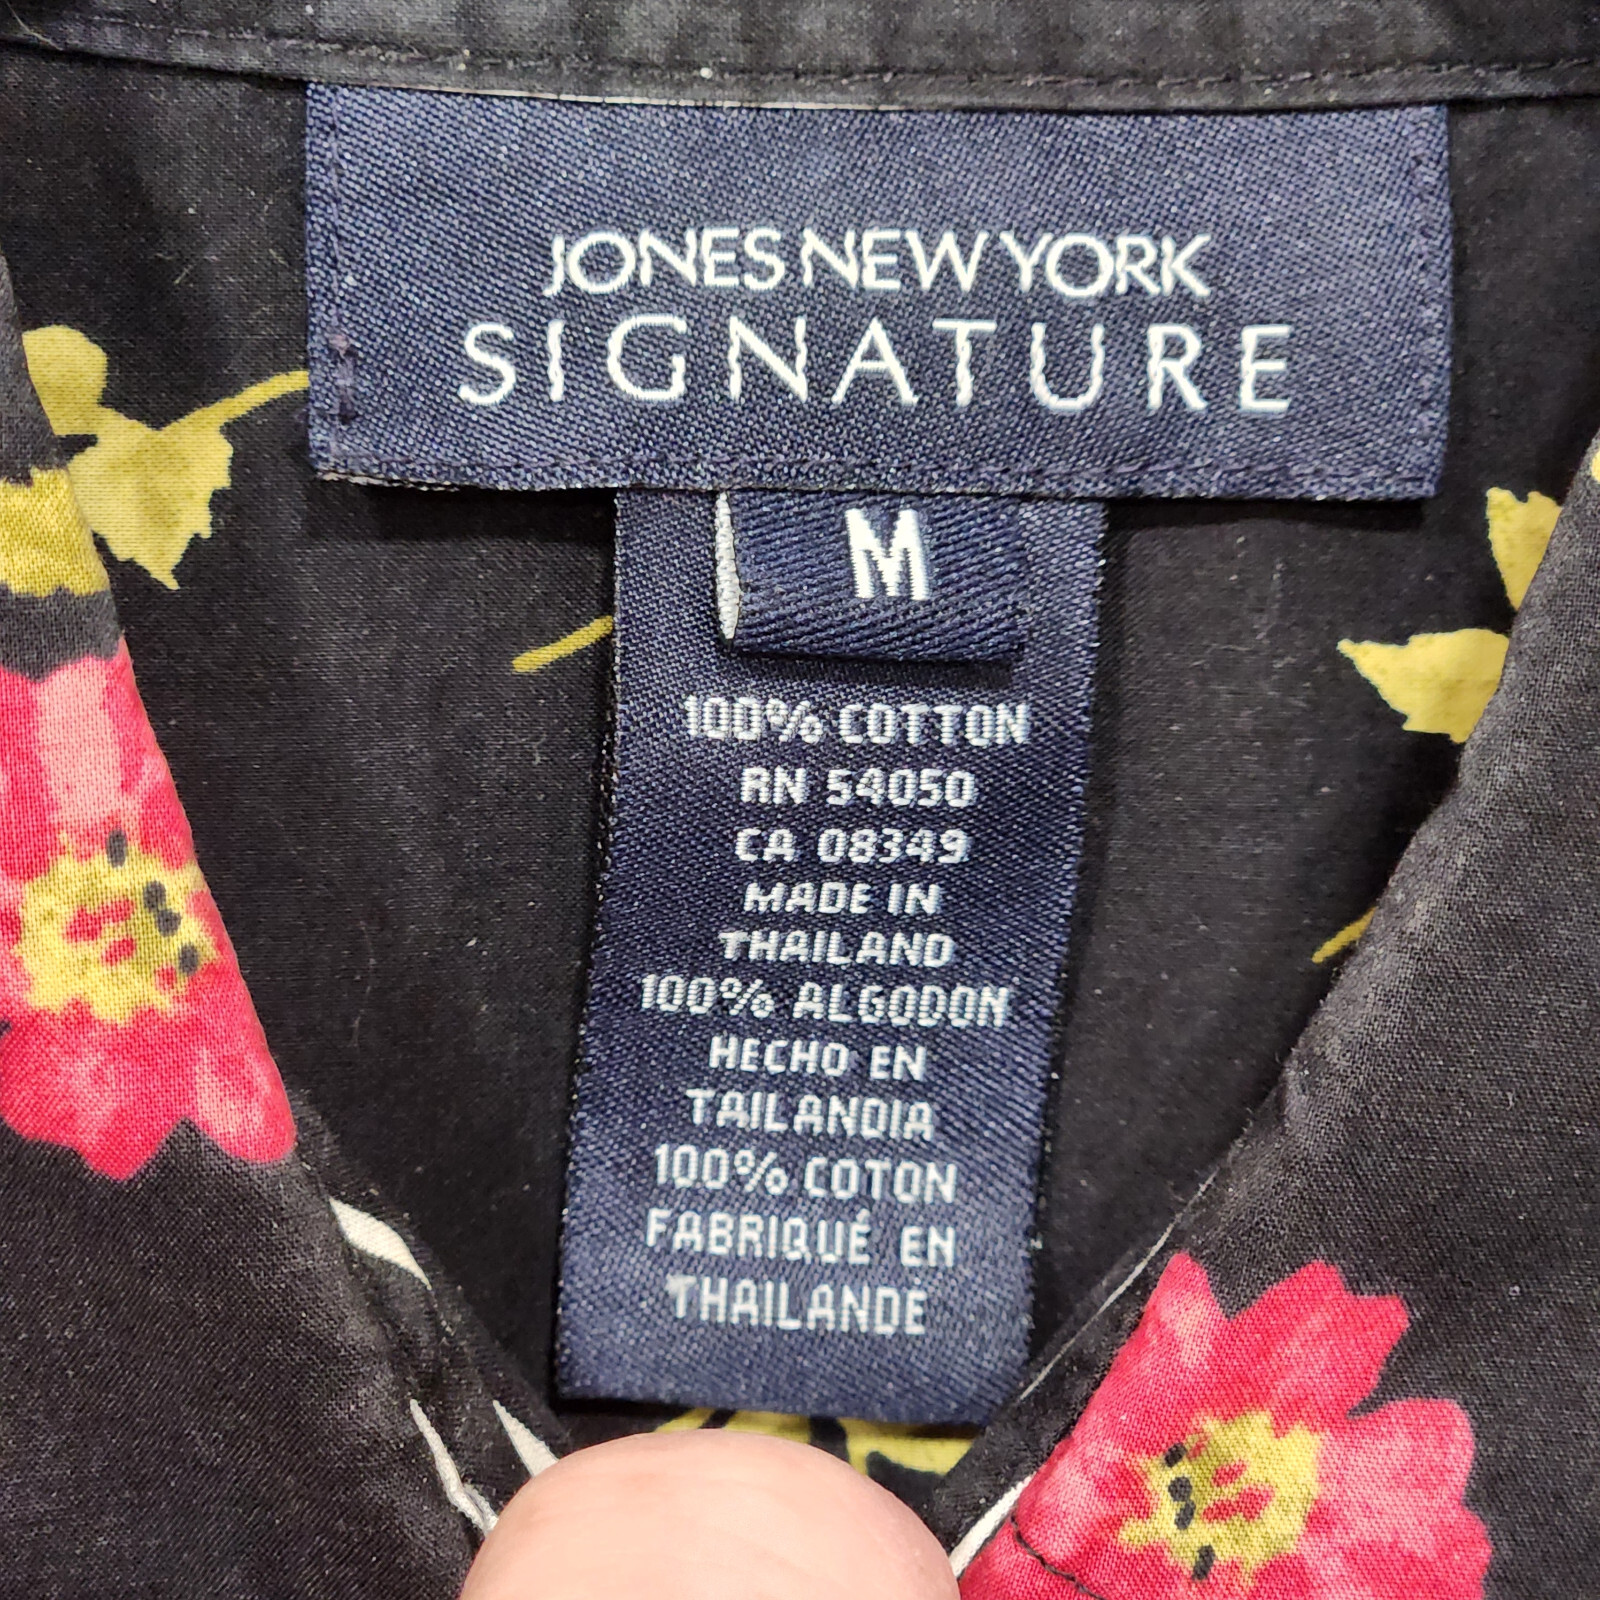 JONES NEW YORK
SIGNATURE
M
100% COTTON
RN 54050
CA 08349
MADE IN
THAILAND
100% ALGODON
HECHO EN
TAILANDIA
100% COTON
FABRIQUÉ EN
THAILANDE